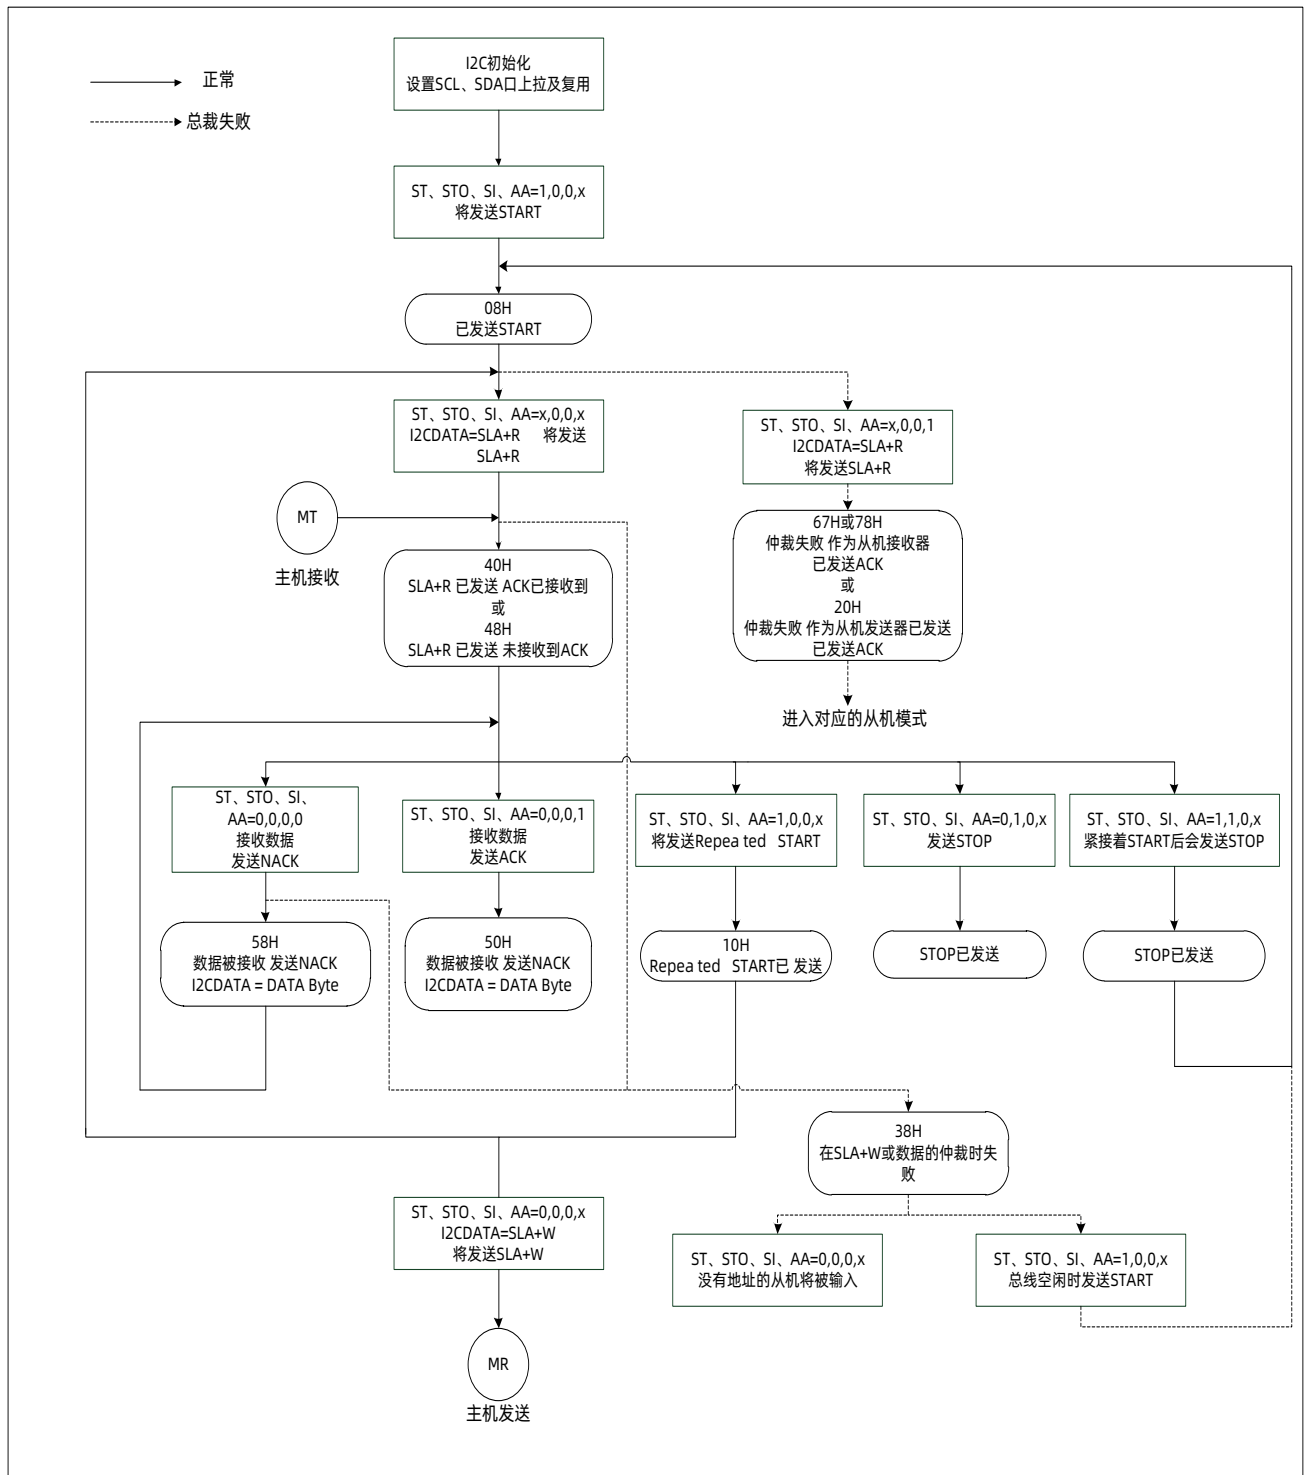 I2C初始化
设置SCL、SDA口上拉及复用
正常
总裁失败
ST、STO、SI、AA=1,0,0,x
将发送START
08H
已发送START
ST、STO、SI、AA=x,0,0,x
I2CDATA=SLA+R 将发送
SLA+R
ST、STO、SI、AA=x,0,0,1
I2CDATA=SLA+R
将发送SLA+R
MT
主机接收
67H或78H
仲裁失败 作为从机接收器
已发送ACK
或
20H
仲裁失败 作为从机发送器已发送
已发送ACK
40H
SLA+R 已发送 ACK已接收到
或
48H
SLA+R 已发送 未接收到ACK
进入对应的从机模式
ST、STO、SI、
AA=0,0,0,0
接收数据
发送NACK
ST、STO、SI、AA=0,0,0,1
接收数据
发送ACK
ST、STO、SI、AA=1,0,0,x
将发送Repea ted START
ST、STO、SI、AA=0,1,0,x
发送STOP
ST、STO、SI、AA=1,1,0,x
紧接着START后会发送STOP
58H
数据被接收 发送NACK
I2CDATA = DATA Byte
50H
数据被接收 发送NACK
I2CDATA = DATA Byte
10H
Repea ted START已 发送
STOP已发送
STOP已发送
38H
在SLA+W或数据的仲裁时失
败
ST、STO、SI、AA=0,0,0,x
I2CDATA=SLA+W
将发送SLA+W
ST、STO、SI、AA=0,0,0,x
没有地址的从机将被输入
ST、STO、SI、AA=1,0,0,x
总线空闲时发送START
MR
主机发送